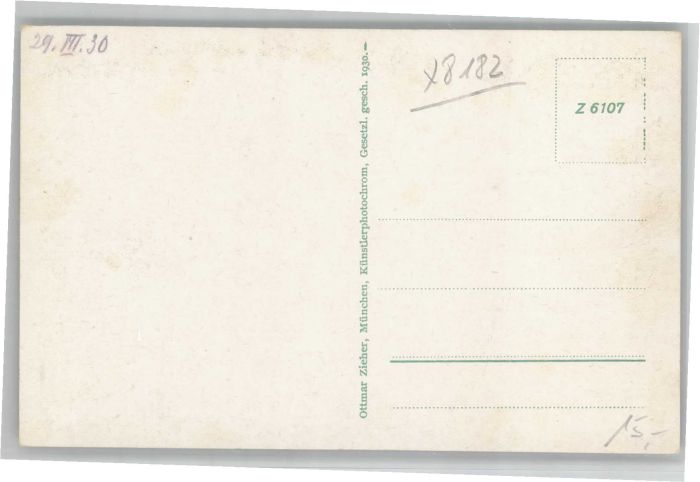 29. III. 30
x8182
Z 6107
Ottmar Zieher, München, Künstlerphotochrom, Gesetzl. gesch. 1930.—
15,-